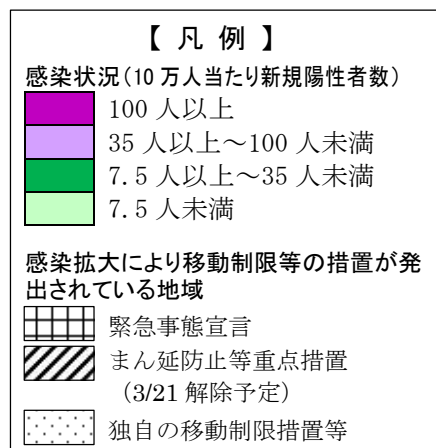 【 凡 例 】
感染状況（10 万人当たり新規陽性者数）
100 人以上
35 人以上～100 人未満
7.5 人以上～35 人未満
7.5 人未満
感染拡大により移動制限等の措置が発
出されている地域
緊急事態宣言
まん延防止等重点措置
（3/21 解除予定）
独自の移動制限措置等